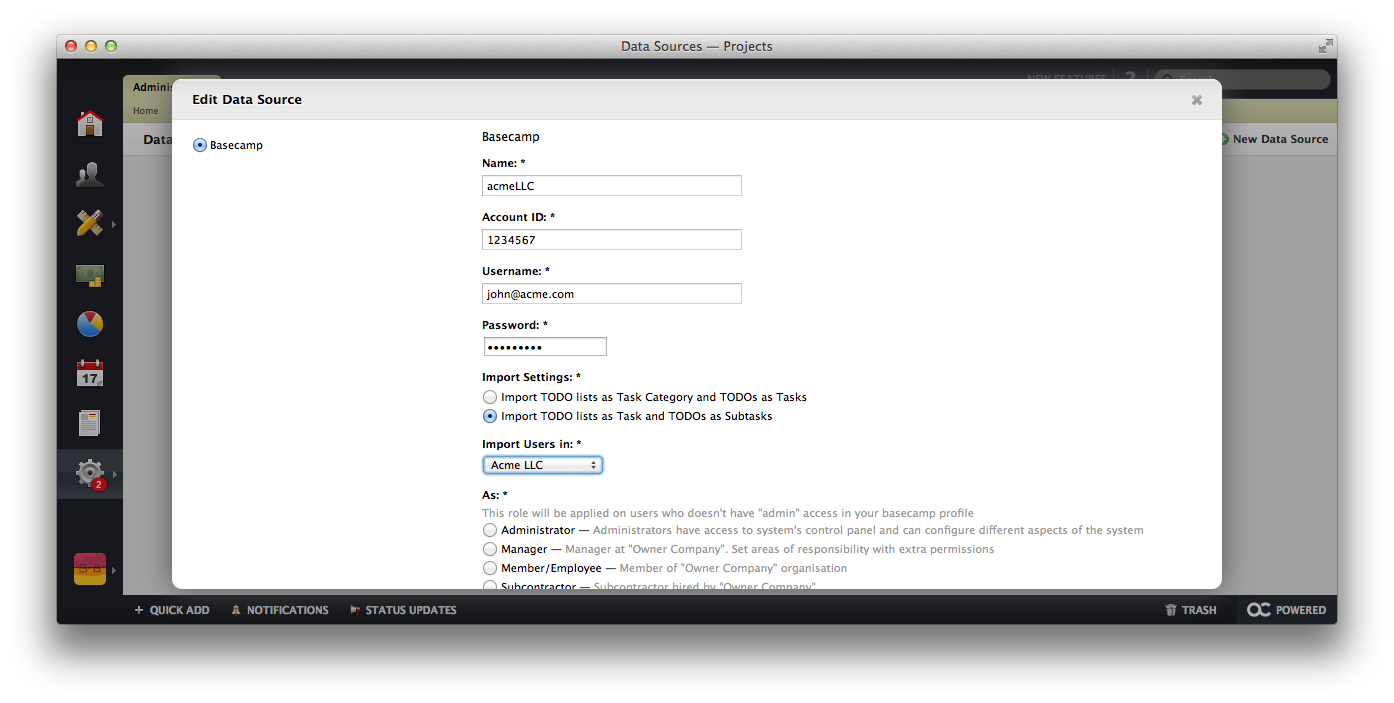 Data Sources — Projects
NEW FEATURES ?
Search
Adminis
Home
Data
New Data Source
Edit Data Source
Basecamp
Basecamp
Name: *
acmeLLC
Account ID: *
1234567
Username: *
john@acme.com
Password: *
•••••••••
Import Settings: *
Import TODO lists as Task Category and TODOs as Tasks
Import TODO lists as Task and TODOs as Subtasks
Import Users in: *
Acme LLC
As: *
This role will be applied on users who doesn't have "admin" access in your basecamp profile
Administrator — Administrators have access to system's control panel and can configure different aspects of the system
Manager — Manager at "Owner Company". Set areas of responsibility with extra permissions
Member/Employee — Member of "Owner Company" organisation
Subcontractor — Subcontractor hired by "Owner Company"
17
2
+ QUICK ADD NOTIFICATIONS STATUS UPDATES
TRASH
OC POWERED